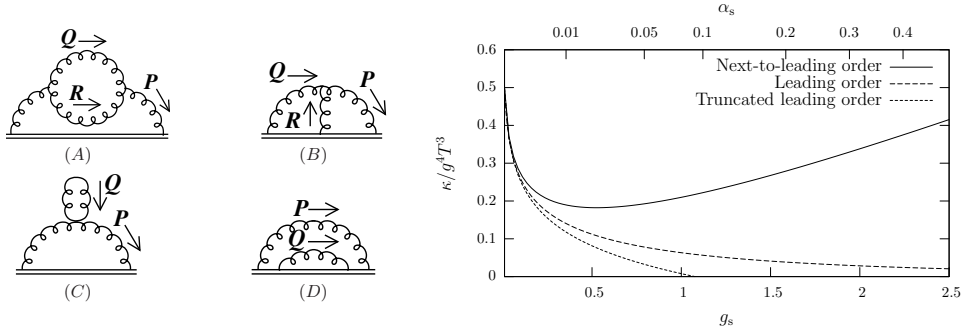 Q
R
P
(A)
Q
R
P
(B)
Q
P
(C)
P
Q
(D)
α_s
0.01 0.05 0.1 0.2 0.3 0.4
0.6
0.5
0.4
0.3
0.2
0.1
0
κ/g⁴T³
Next-to-leading order
Leading order
Truncated leading order
0.5 1 1.5 2 2.5
g_s